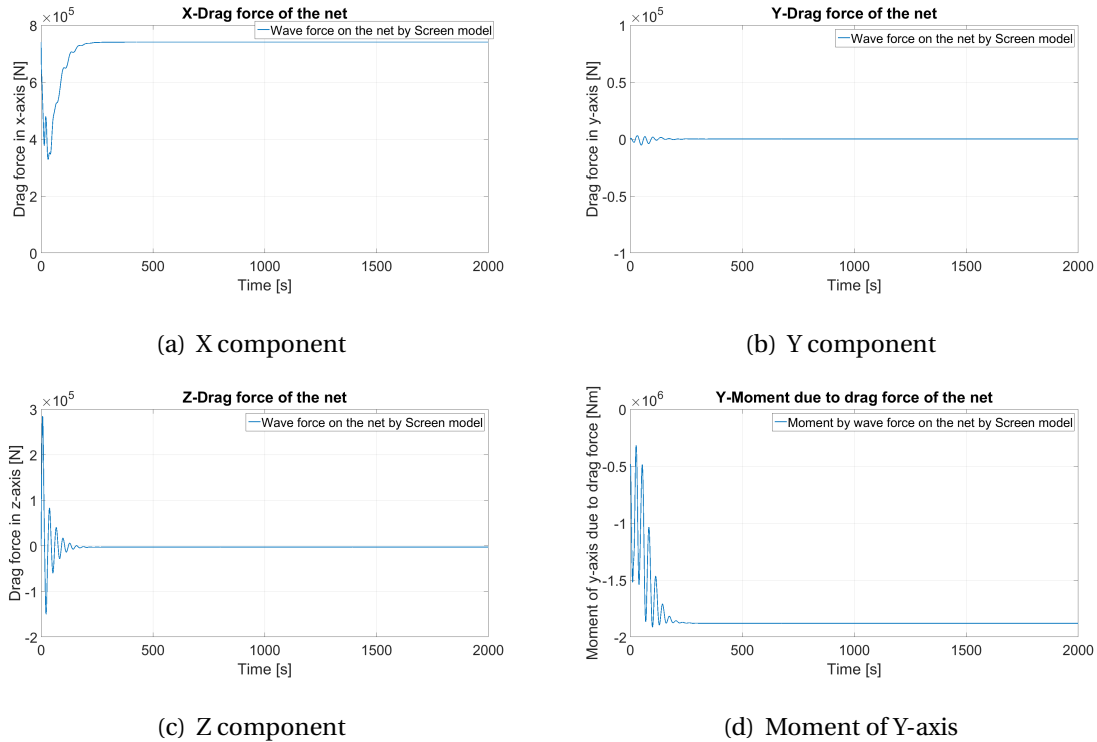 X-Drag force of the net
×10^5
Wave force on the net by Screen model
Drag force in x-axis [N]
8
6
4
2
0
0 500 1000 1500 2000
Time [s]
(a) X component
Y-Drag force of the net
×10^5
Wave force on the net by Screen model
Drag force in y-axis [N]
1
0.5
0
-0.5
-1
0 500 1000 1500 2000
Time [s]
(b) Y component
Z-Drag force of the net
×10^5
Wave force on the net by Screen model
Drag force in z-axis [N]
3
2
1
0
-1
-2
0 500 1000 1500 2000
Time [s]
(c) Z component
Y-Moment due to drag force of the net
×10^6
Moment by wave force on the net by Screen model
Moment of y-axis due to drag force [Nm]
0
-0.5
-1
-1.5
-2
0 500 1000 1500 2000
Time [s]
(d) Moment of Y-axis